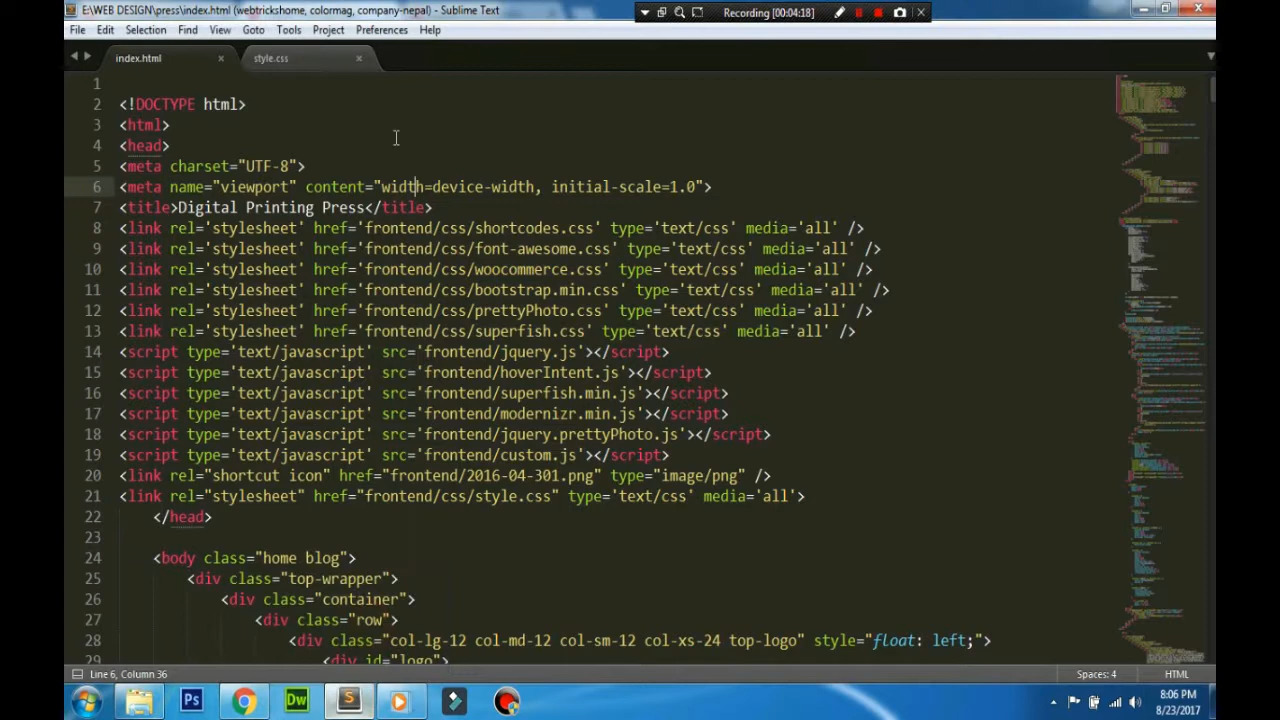 E:\WEB DESIGN\press\index.html (webtrickshome, colormag, company-nepal) - Sublime Text
Recording [00:04:18]
File Edit Selection Find View Goto Tools Project Preferences Help
index.html × style.css ×
1
2 <!DOCTYPE html>
3 <html>
4 <head>
5 <meta charset="UTF-8">
6 <meta name="viewport" content="width=device-width, initial-scale=1.0">
7 <title>Digital Printing Press</title>
8 <link rel='stylesheet' href='frontend/css/shortcodes.css' type='text/css' media='all' />
9 <link rel='stylesheet' href='frontend/css/font-awesome.css' type='text/css' media='all' />
10 <link rel='stylesheet' href='frontend/css/woocommerce.css' type='text/css' media='all' />
11 <link rel='stylesheet' href='frontend/css/bootstrap.min.css' type='text/css' media='all' />
12 <link rel='stylesheet' href='frontend/css/prettyPhoto.css  type='text/css' media='all' />
13 <link rel='stylesheet' href='frontend/css/superfish.css' type='text/css' media='all' />
14 <script type='text/javascript' src='frontend/jquery.js'></script>
15 <script type='text/javascript' src='frontend/hoverIntent.js'></script>
16 <script type='text/javascript' src='frontend/superfish.min.js'></script>
17 <script type='text/javascript' src='frontend/modernizr.min.js'></script>
18 <script type='text/javascript' src='frontend/jquery.prettyPhoto.js'></script>
19 <script type='text/javascript' src='frontend/custom.js'></script>
20 <link rel="shortcut icon" href="frontend/2016-04-301.png" type="image/png" />
21 <link rel="stylesheet" href="frontend/css/style.css" type='text/css' media='all'>
22 </head>
23
24 <body class="home blog">
25 <div class="top-wrapper">
26 <div class="container">
27 <div class="row">
28 <div class="col-lg-12 col-md-12 col-sm-12 col-xs-24 top-logo" style="float: left;">
29 <div id="logo">
Line 6, Column 36 Spaces: 4 HTML
Ps Dw S
8:06 PM
8/23/2017